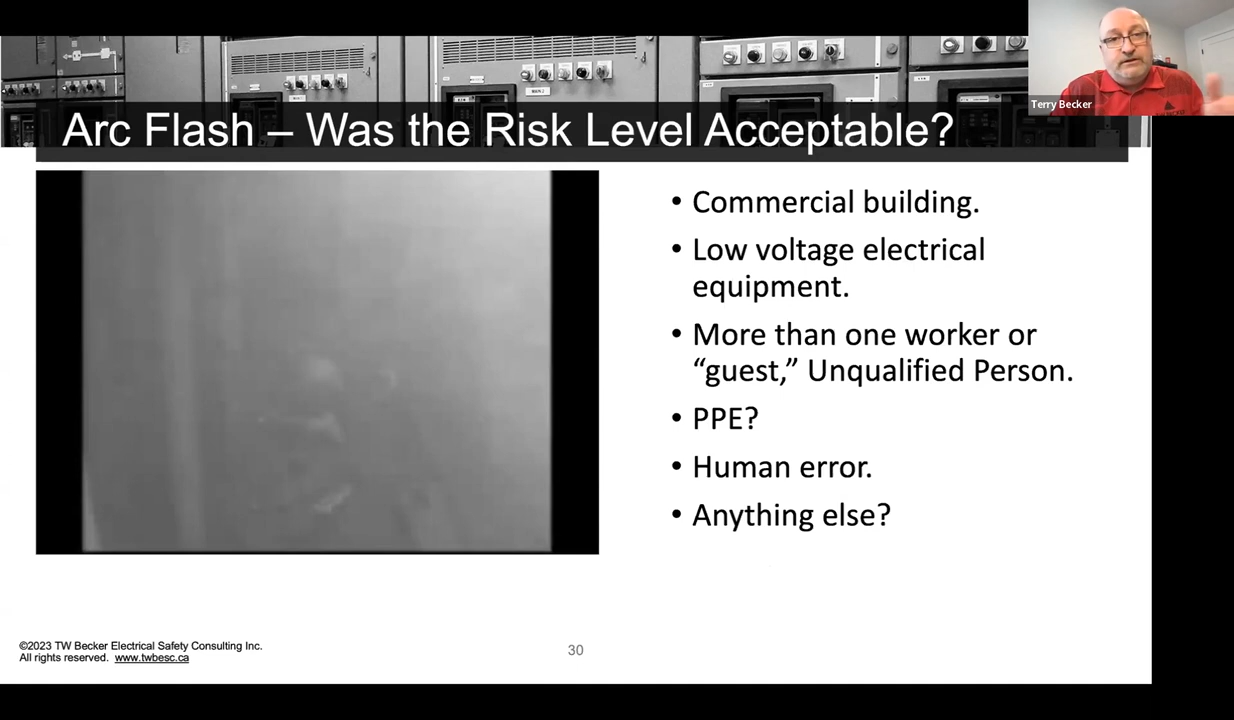 Terry Becker
Arc Flash – Was the Risk Level Acceptable?
• Commercial building.
• Low voltage electrical
equipment.
• More than one worker or
“guest,” Unqualified Person.
• PPE?
• Human error.
• Anything else?
©2023 TW Becker Electrical Safety Consulting Inc.
All rights reserved. www.twbesc.ca
30